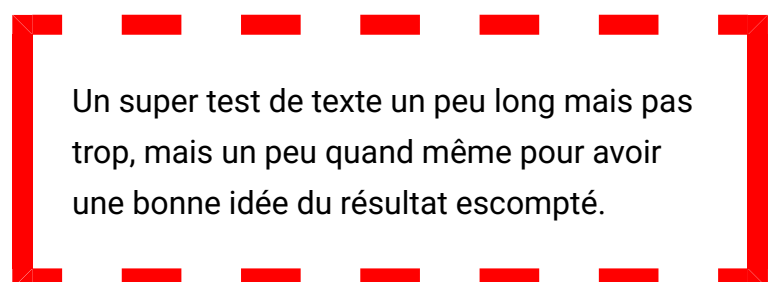 Un super test de texte un peu long mais pas
trop, mais un peu quand même pour avoir
une bonne idée du résultat escompté.